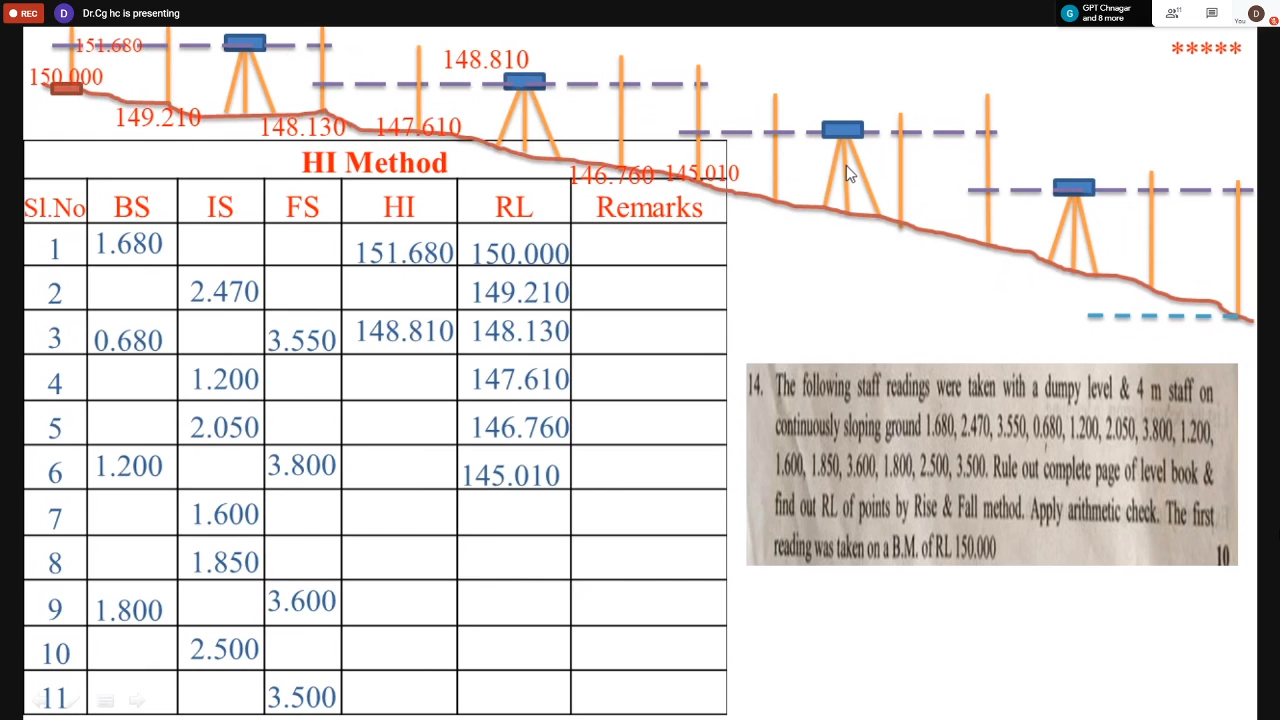 REC
D
Dr.Cg hc is presenting
G
GPT Chnagar
and 8 more
11
You
D
*****
151.680
148.810
150.000
149.210
148.130
147.610
146.760
145.010
HI Method
Sl.No BS IS FS HI RL Remarks
1 1.680 151.680 150.000
2 2.470 149.210
3 0.680 3.550 148.810 148.130
4 1.200 147.610
5 2.050 146.760
6 1.200 3.800 145.010
7 1.600
8 1.850
9 1.800 3.600
10 2.500
11 3.500
14. The following staff readings were taken with a dumpy level & 4 m staff on
continuously sloping ground 1.680, 2.470, 3.550, 0.680, 1.200, 2.050, 3.800, 1.200,
1.600, 1.850, 3.600, 1.800, 2.500, 3.500. Rule out complete page of level book &
find out RL of points by Rise & Fall method. Apply arithmetic check. The first
reading was taken on a B.M. of RL 150.000
10